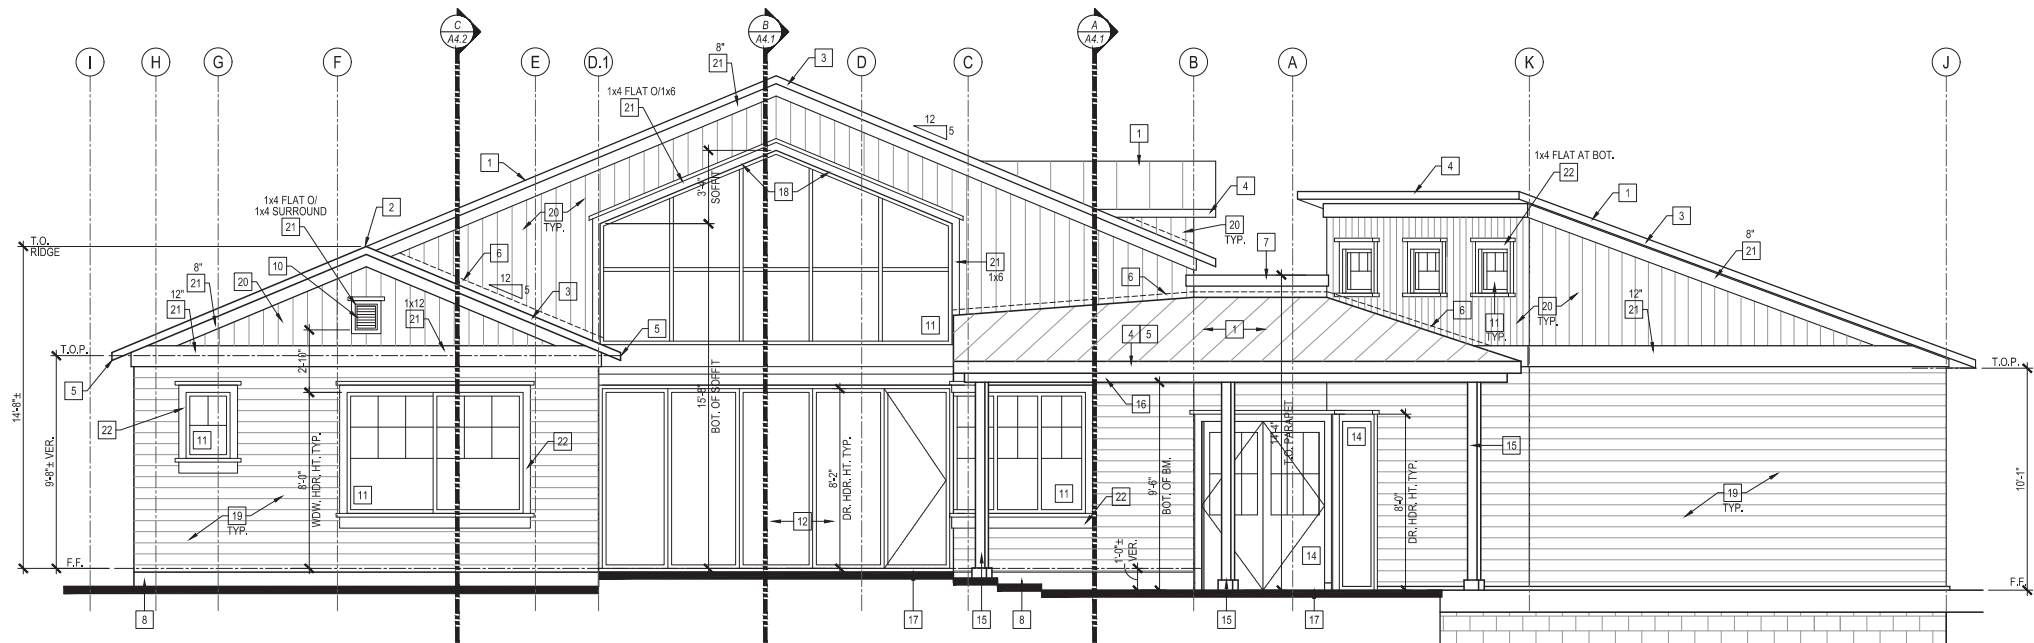 C
A4.2
B
A4.1
A
A4.1
I
H
G
F
E
D.1
D
C
B
A
K
J
8"
21
3
1x4 FLAT O/1x6
21
12
5
1
1
4
1x4 FLAT AT BOT.
22
1
4
3'-4"
SOFFIT
18
1x4 FLAT O/
1x4 SURROUND
21
2
20
TYP.
20
TYP.
3
8"
21
T.O.
RIDGE
7
10
6
21
1x6
6
8"
21
20
12
5
3
12"
21
1x12
21
11
TYP.
20
TYP.
6
12"
21
11
5
4
5
1
T.O.P.
2'-10"
T.O.P.
5
16
14'-8"±
9'-8"± VER.
22
11
8'-0"
WDW. HDR. HT. TYP.
11
22
15'-8"
BOT. OF SOFFIT
8'-2"
DR. HDR. HT. TYP.
11
22
9'-6"
BOT. OF BM.
14'-4"
T.O. PARAPET
14
8'-0"
DR. HDR. HT. TYP.
15
10'-1"
19
TYP.
12
19
TYP.
1'-0"±
VER.
14
F.F.
F.F.
8
17
15
8
15
17